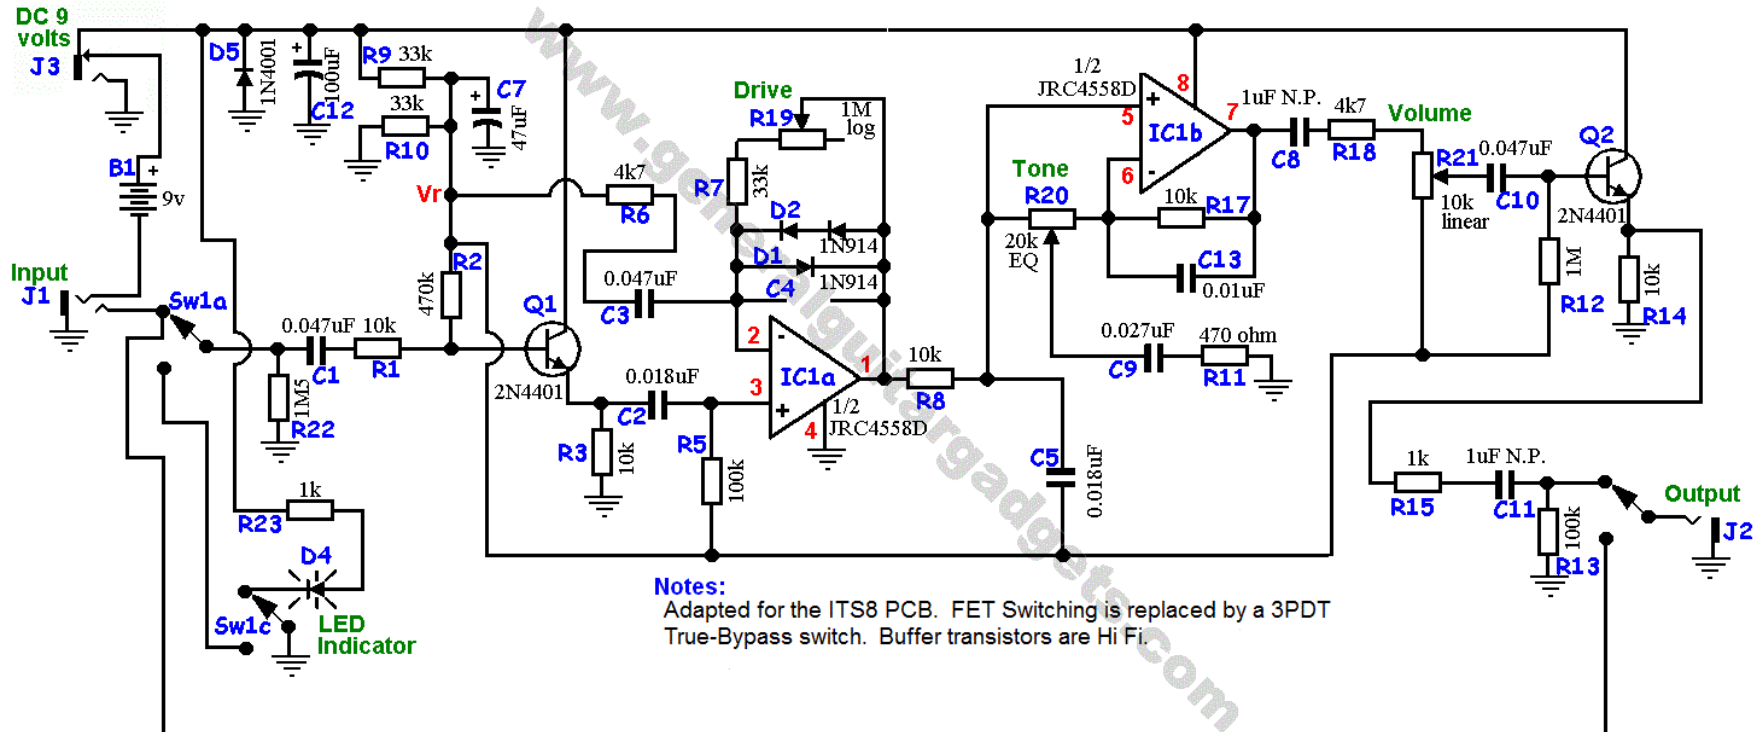 DC 9
volts
J3
D5
1N4001
+
100uF
C12
R9
33k
33k
R10
+
C7
47uF
B1
+
9v
Vr
Input
J1
Sw1a
0.047uF
C1
10k
R1
1M5
R22
R2
470k
Q1
2N4401
R3
10k
0.018uF
C2
R5
100k
4k7
R6
0.047uF
C3
Drive
R19
1M
log
R7
33k
D2
1N914
D1
1N914
C4
2
-
3
+
IC1a
1
4
1/2
JRC4558D
10k
R8
1/2
JRC4558D
+
5
8
IC1b
7
6
-
Tone
R20
20k
EQ
10k
R17
C13
0.01uF
0.027uF
C9
470 ohm
R11
C5
0.018uF
1uF N.P.
C8
4k7
R18
Volume
R21
10k
linear
0.047uF
C10
Q2
2N4401
1M
R12
10k
R14
1k
R15
1uF N.P.
C11
100k
R13
Output
J2
1k
R23
D4
Sw1c
LED
Indicator
Notes:
Adapted for the ITS8 PCB. FET Switching is replaced by a 3PDT
True-Bypass switch. Buffer transistors are Hi Fi.
www.generalguitargadgets.com